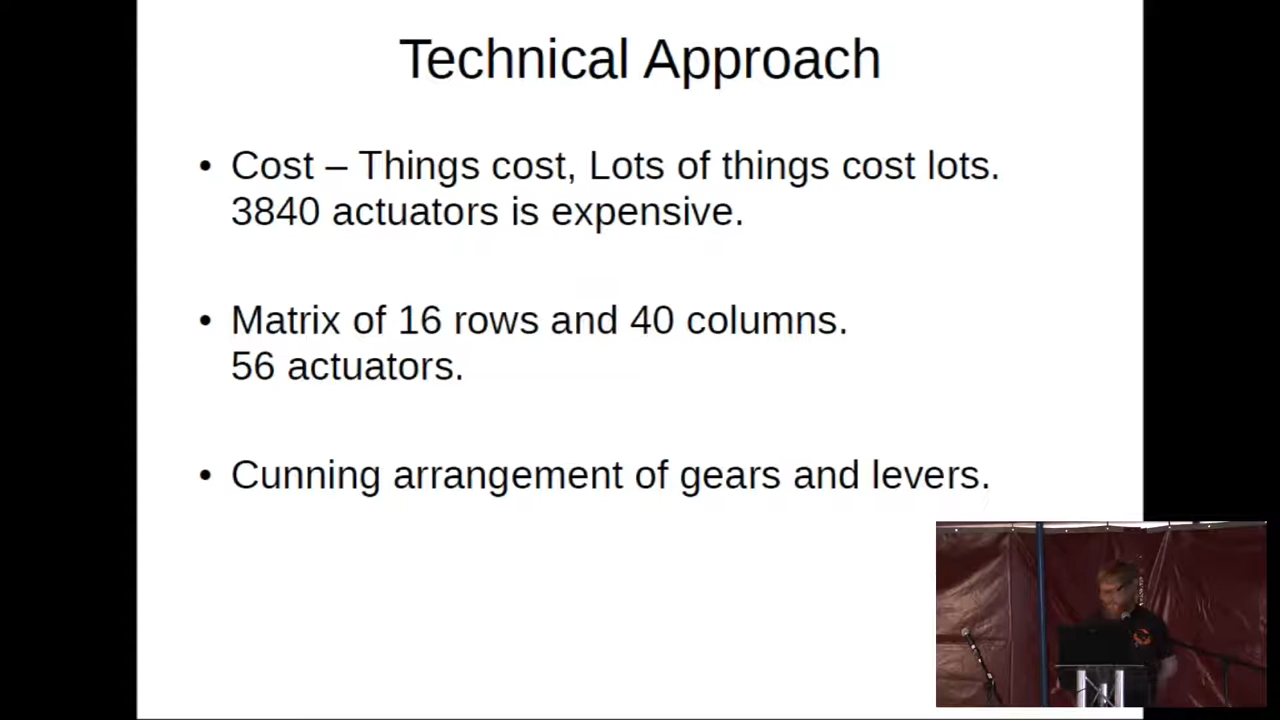 Technical Approach
• Cost – Things cost, Lots of things cost lots.
3840 actuators is expensive.
• Matrix of 16 rows and 40 columns.
56 actuators.
• Cunning arrangement of gears and levers.